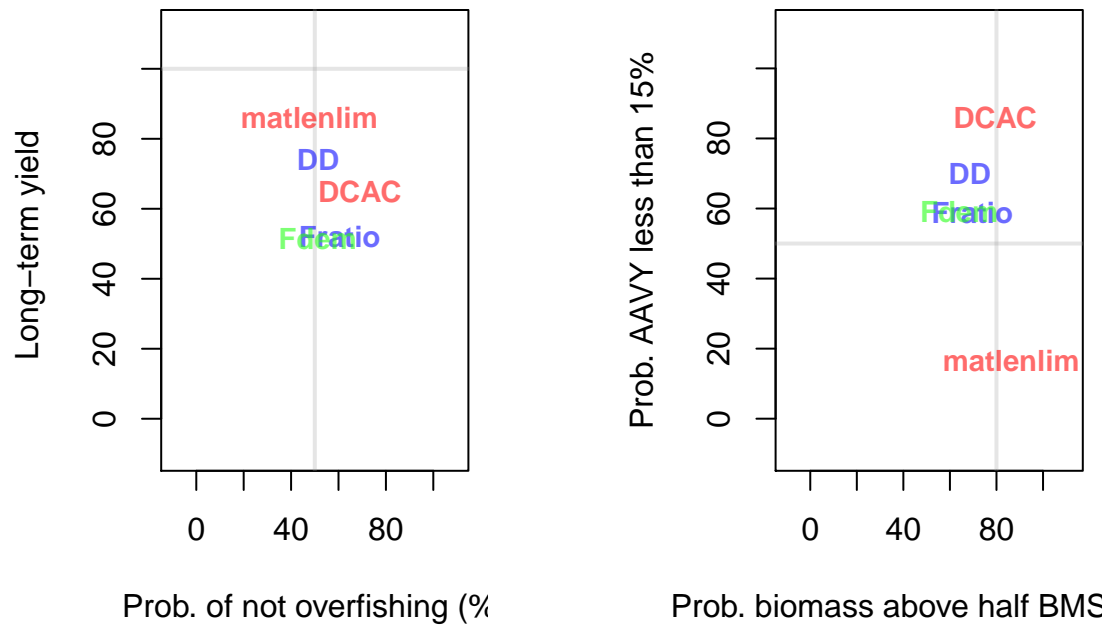 Long−term yield
0 20 40 60 80
matlenlim
DD
DCAC
Fdem
Fratio
0 40 80
Prob. of not overfishing (%
Prob. AAVY less than 15%
0 20 40 60 80
DCAC
DD
Fdem
Fratio
matlenlim
0 40 80
Prob. biomass above half BMS